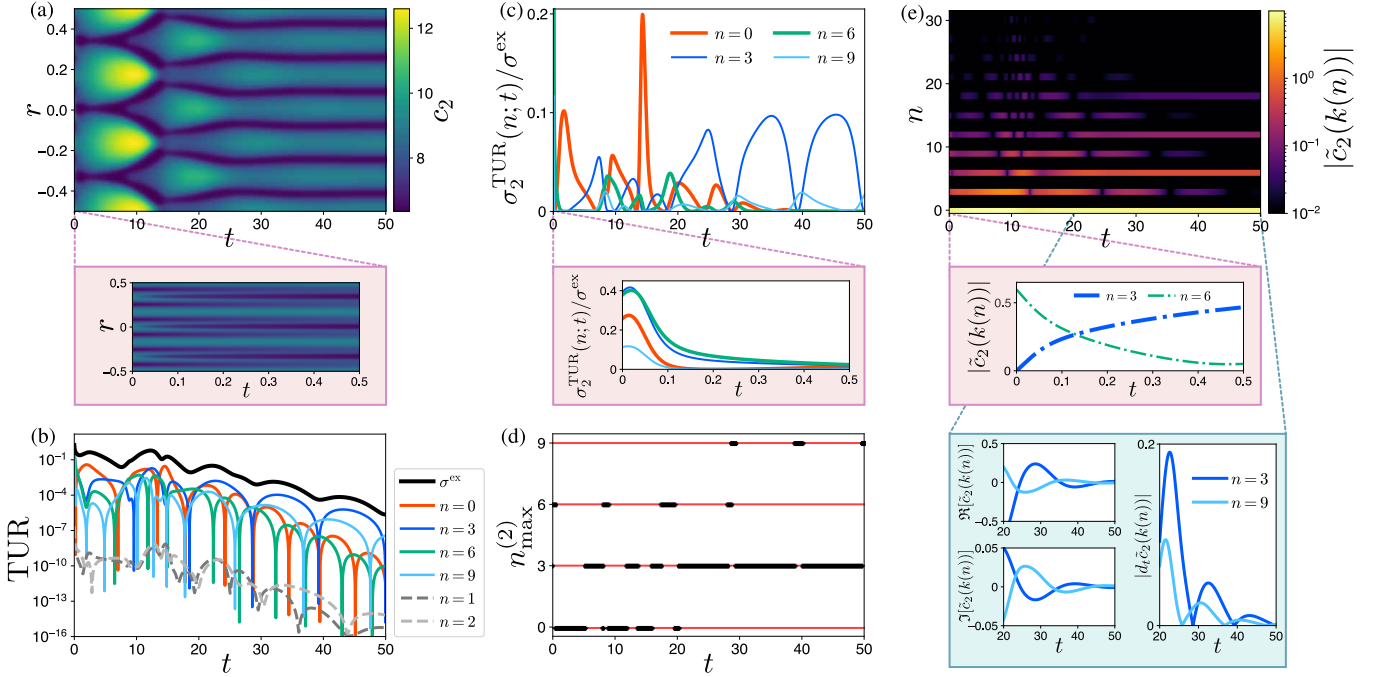 (a)
0.4
0.2
0.0
−0.2
−0.4
r
0
10
20
30
40
50
t
12
10
8
c₂
0.5
0
-0.5
r
0
0.1
0.2
0.3
0.4
0.5
t
(b)
10⁻¹
10⁻⁴
10⁻⁷
10⁻¹⁰
10⁻¹³
10⁻¹⁶
TUR
0
10
20
30
40
50
t
σᵉˣ
n = 0
n = 3
n = 6
n = 9
n = 1
n = 2
(c)
0.2
0.1
0
σ₂ᵀᵁᴿ(n; t)/σᵉˣ
n = 0
n = 3
n = 6
n = 9
0
10
20
30
40
50
t
0.4
0.2
0
σ₂ᵀᵁᴿ(n; t)/σᵉˣ
0
0.1
0.2
0.3
0.4
0.5
t
(d)
9
6
3
0
n_max^(2)
0
10
20
30
40
50
t
(e)
30
25
20
15
10
5
0
n
0
10
20
30
40
50
t
10⁰
10⁻¹
10⁻²
|c̃₂(k(n))|
0.5
0
|c̃₂(k(n))|
n = 3
n = 6
0
0.1
0.2
0.3
0.4
0.5
t
0.5
0
-0.5
ℜ[c̃₂(k(n))]
20
30
40
50
t
0.05
0
-0.05
ℑ[c̃₂(k(n))]
20
30
40
50
t
0.2
0
|dₜc̃₂(k(n))|
n = 3
n = 9
20
30
40
50
t